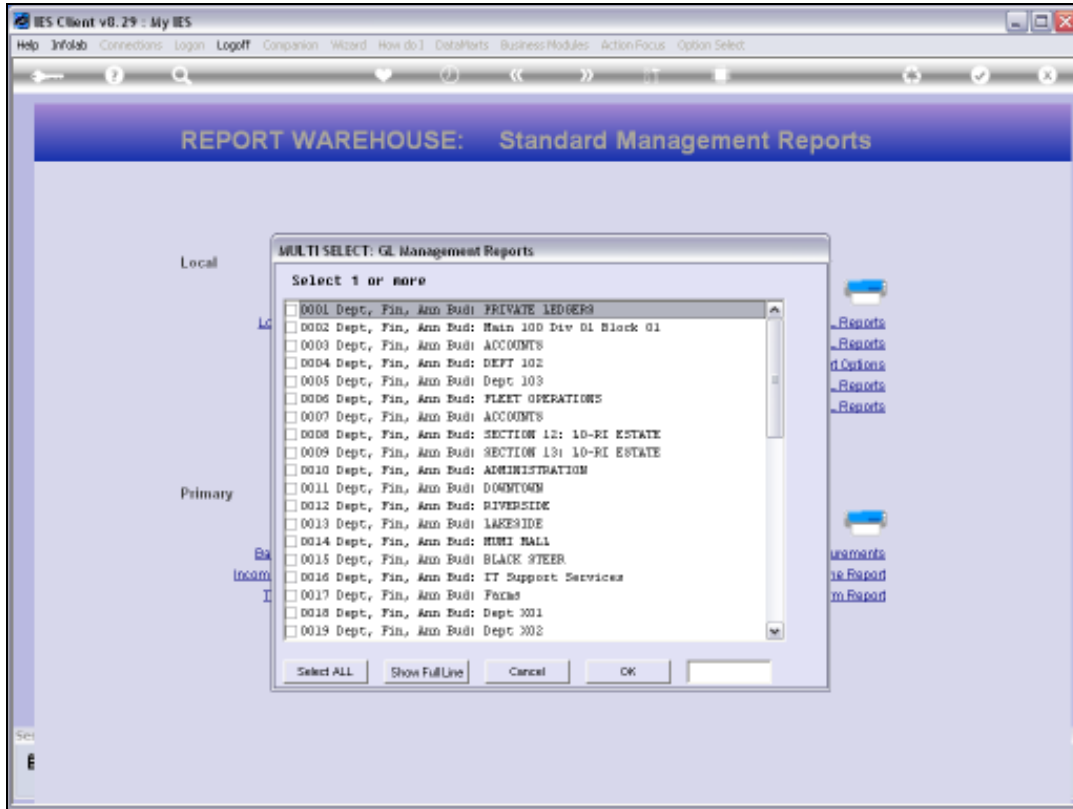 IES Client v8.29 : My IES
Help Infolab Connections Logon Logoff Companion Wizard How do I DataMarts Business Modules Action Focus Option Select
REPORT WAREHOUSE: Standard Management Reports
MULTI SELECT: GL Management Reports
Local
Select 1 or more
0001 Dept, Fin, Ann Bud: PRIVATE LEDGERS
0002 Dept, Fin, Ann Bud: Main 100 Div 01 Block 01
0003 Dept, Fin, Ann Bud: ACCOUNTS
0004 Dept, Fin, Ann Bud: DEPT 102
0005 Dept, Fin, Ann Bud: Dept 103
0006 Dept, Fin, Ann Bud: FLEET OPERATIONS
0007 Dept, Fin, Ann Bud: ACCOUNTS
0008 Dept, Fin, Ann Bud: SECTION 12: 10-RI ESTATE
0009 Dept, Fin, Ann Bud: SECTION 13: 10-RI ESTATE
0010 Dept, Fin, Ann Bud: ADMINISTRATION
0011 Dept, Fin, Ann Bud: DOWNTOWN
0012 Dept, Fin, Ann Bud: RIVERSIDE
0013 Dept, Fin, Ann Bud: LAKESIDE
0014 Dept, Fin, Ann Bud: MUMI MALL
0015 Dept, Fin, Ann Bud: BLACK STEER
0016 Dept, Fin, Ann Bud: IT Support Services
0017 Dept, Fin, Ann Bud: Farms
0018 Dept, Fin, Ann Bud: Dept X01
0019 Dept, Fin, Ann Bud: Dept X02
Reports
Reports
d Options
Reports
Reports
Primary
Ba
Incom
T
urements
ne Report
m Report
Select ALL Show Full Line Cancel OK